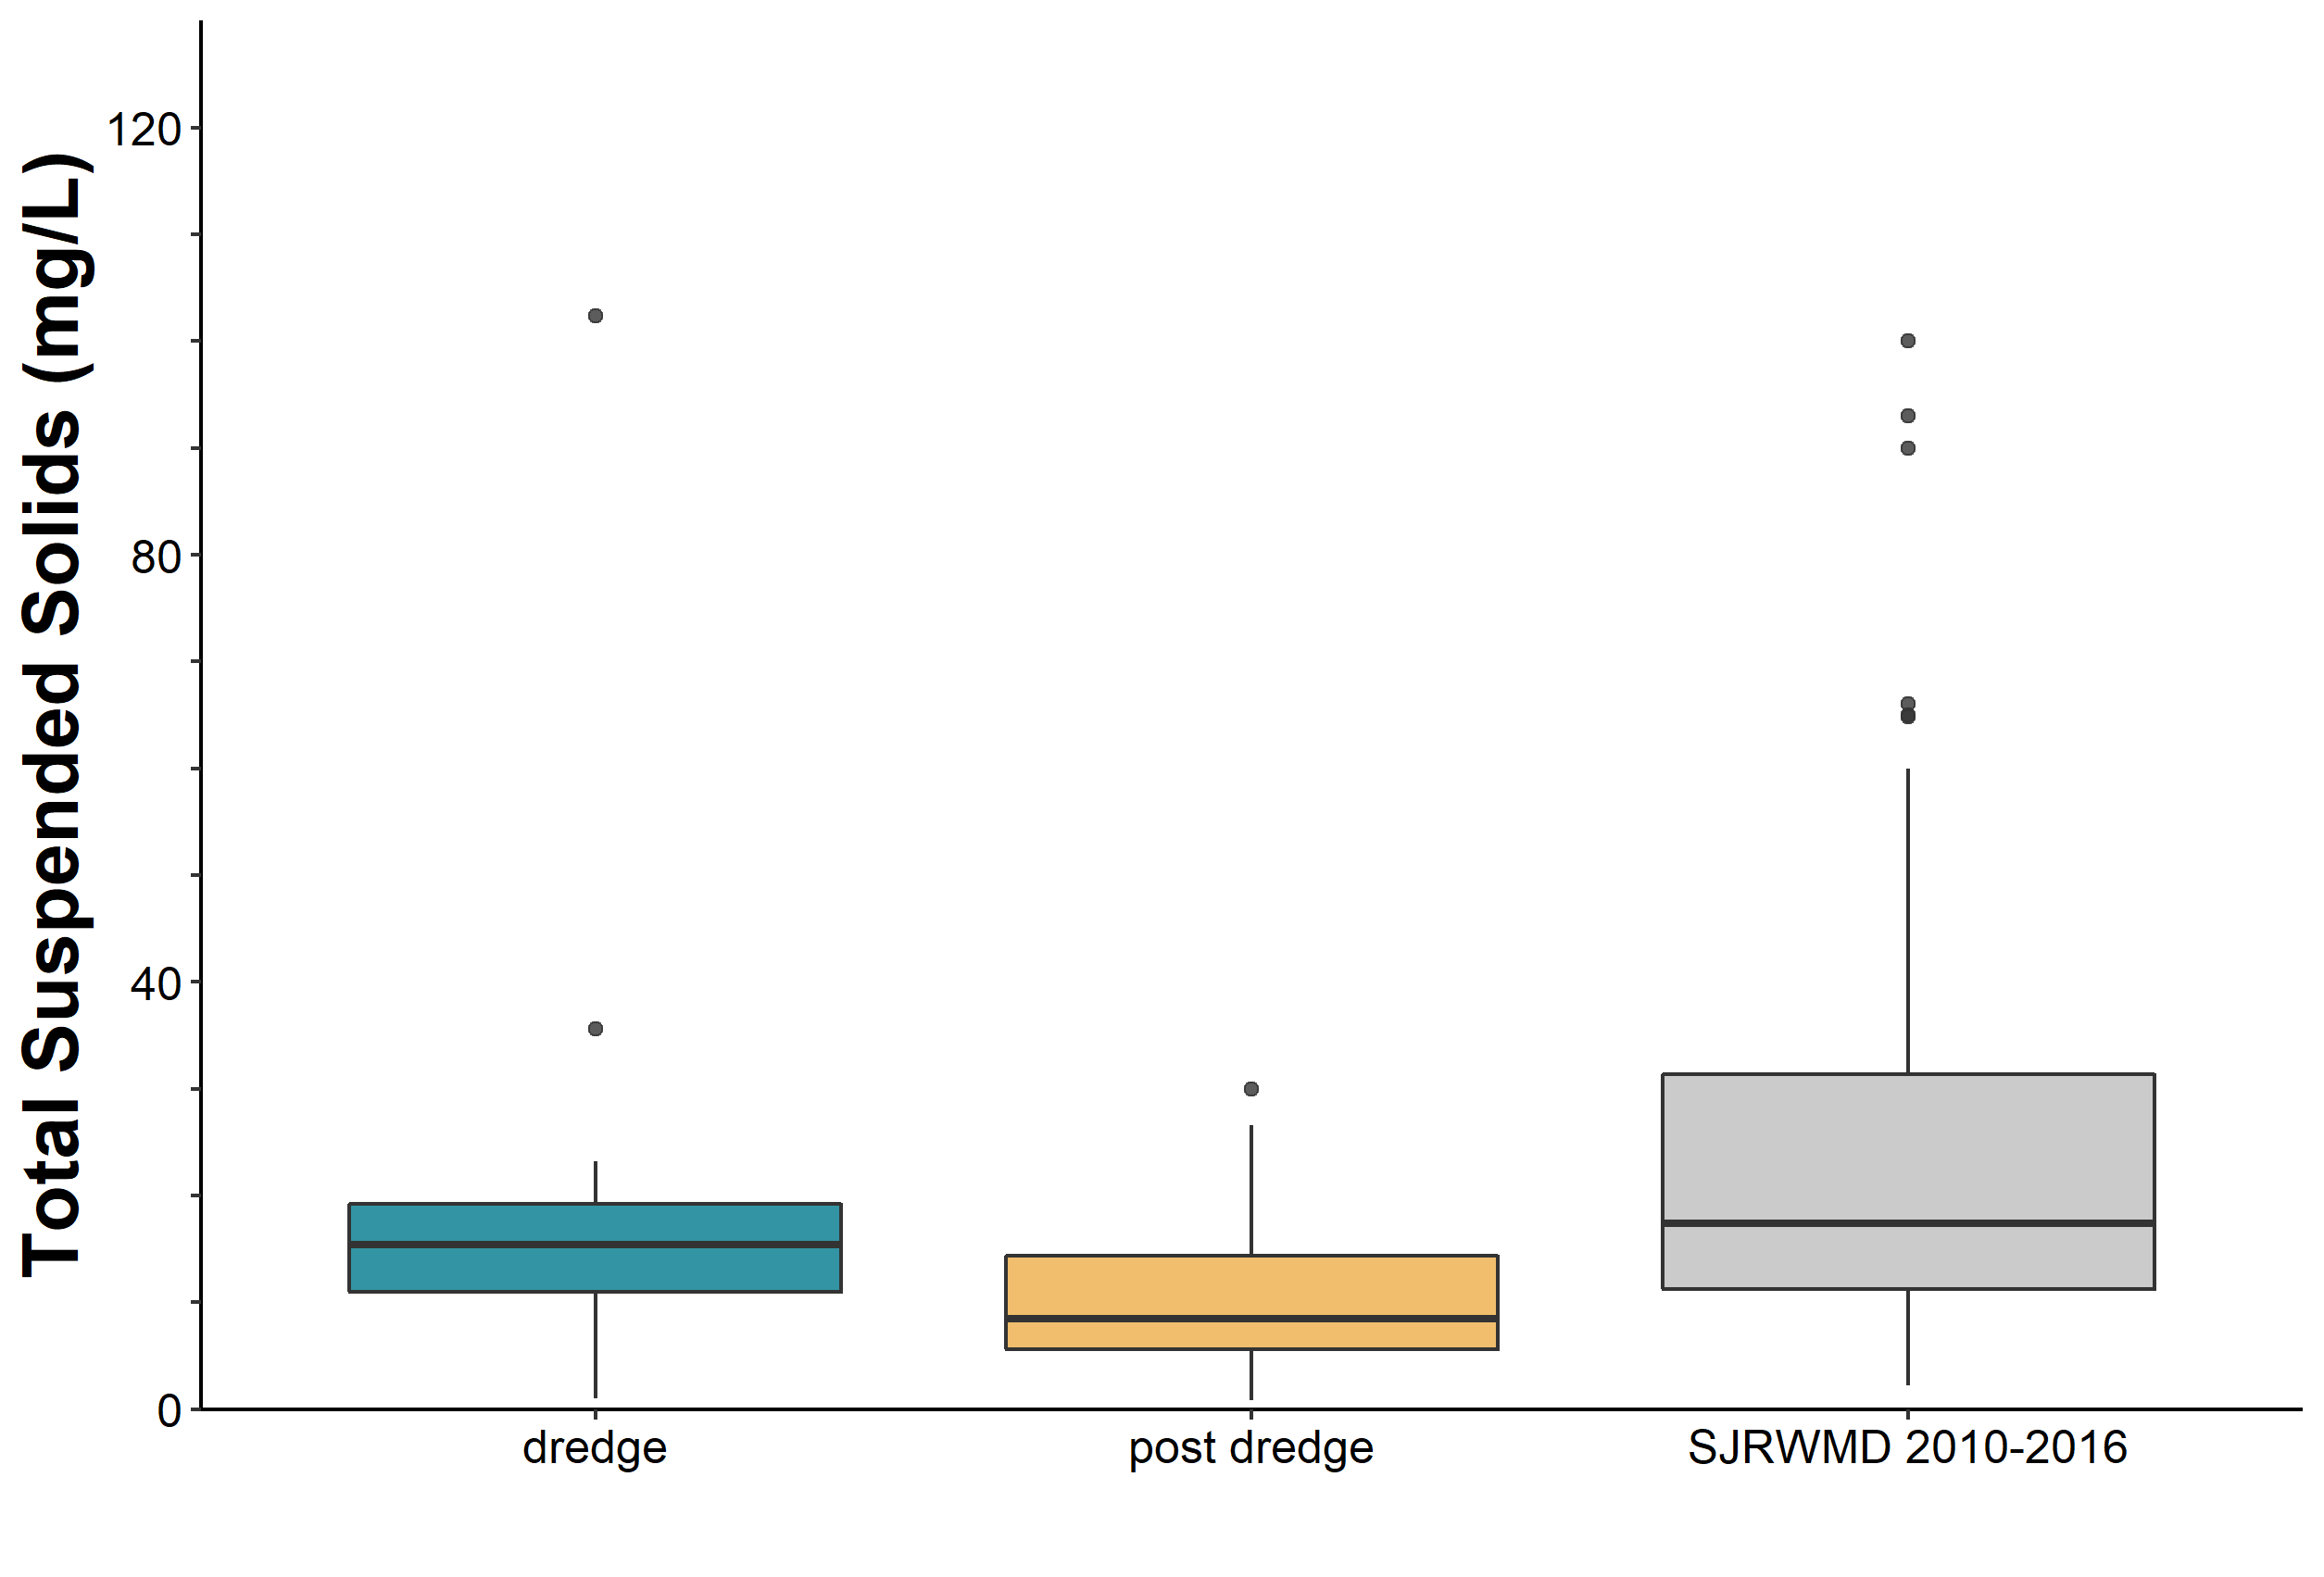 Total Suspended Solids (mg/L)
120
80
40
0
dredge
post dredge
SJRWMD 2010-2016